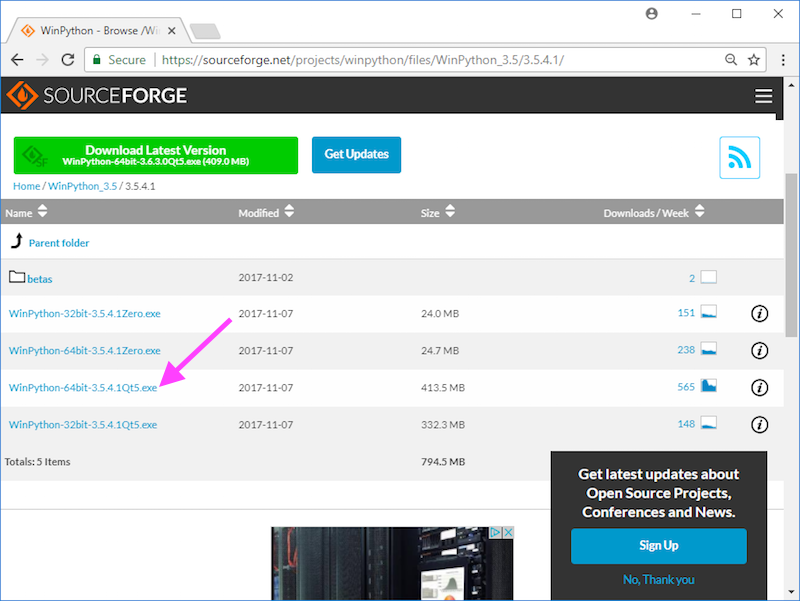 WinPython - Browse /Win
Secure https://sourceforge.net/projects/winpython/files/WinPython_3.5/3.5.4.1/
SOURCEFORGE
Download Latest Version
WinPython-64bit-3.6.3.0Qt5.exe (409.0 MB)
Get Updates
SF
Home / WinPython_3.5 / 3.5.4.1
Name Modified Size Downloads / Week
Parent folder
betas 2017-11-02 2
WinPython-32bit-3.5.4.1Zero.exe 2017-11-07 24.0 MB 151
WinPython-64bit-3.5.4.1Zero.exe 2017-11-07 24.7 MB 238
WinPython-64bit-3.5.4.1Qt5.exe 2017-11-07 413.5 MB 565
WinPython-32bit-3.5.4.1Qt5.exe 2017-11-07 332.3 MB 148
Totals: 5 Items 794.5 MB
Get latest updates about
Open Source Projects,
Conferences and News.
Sign Up
No, Thank you